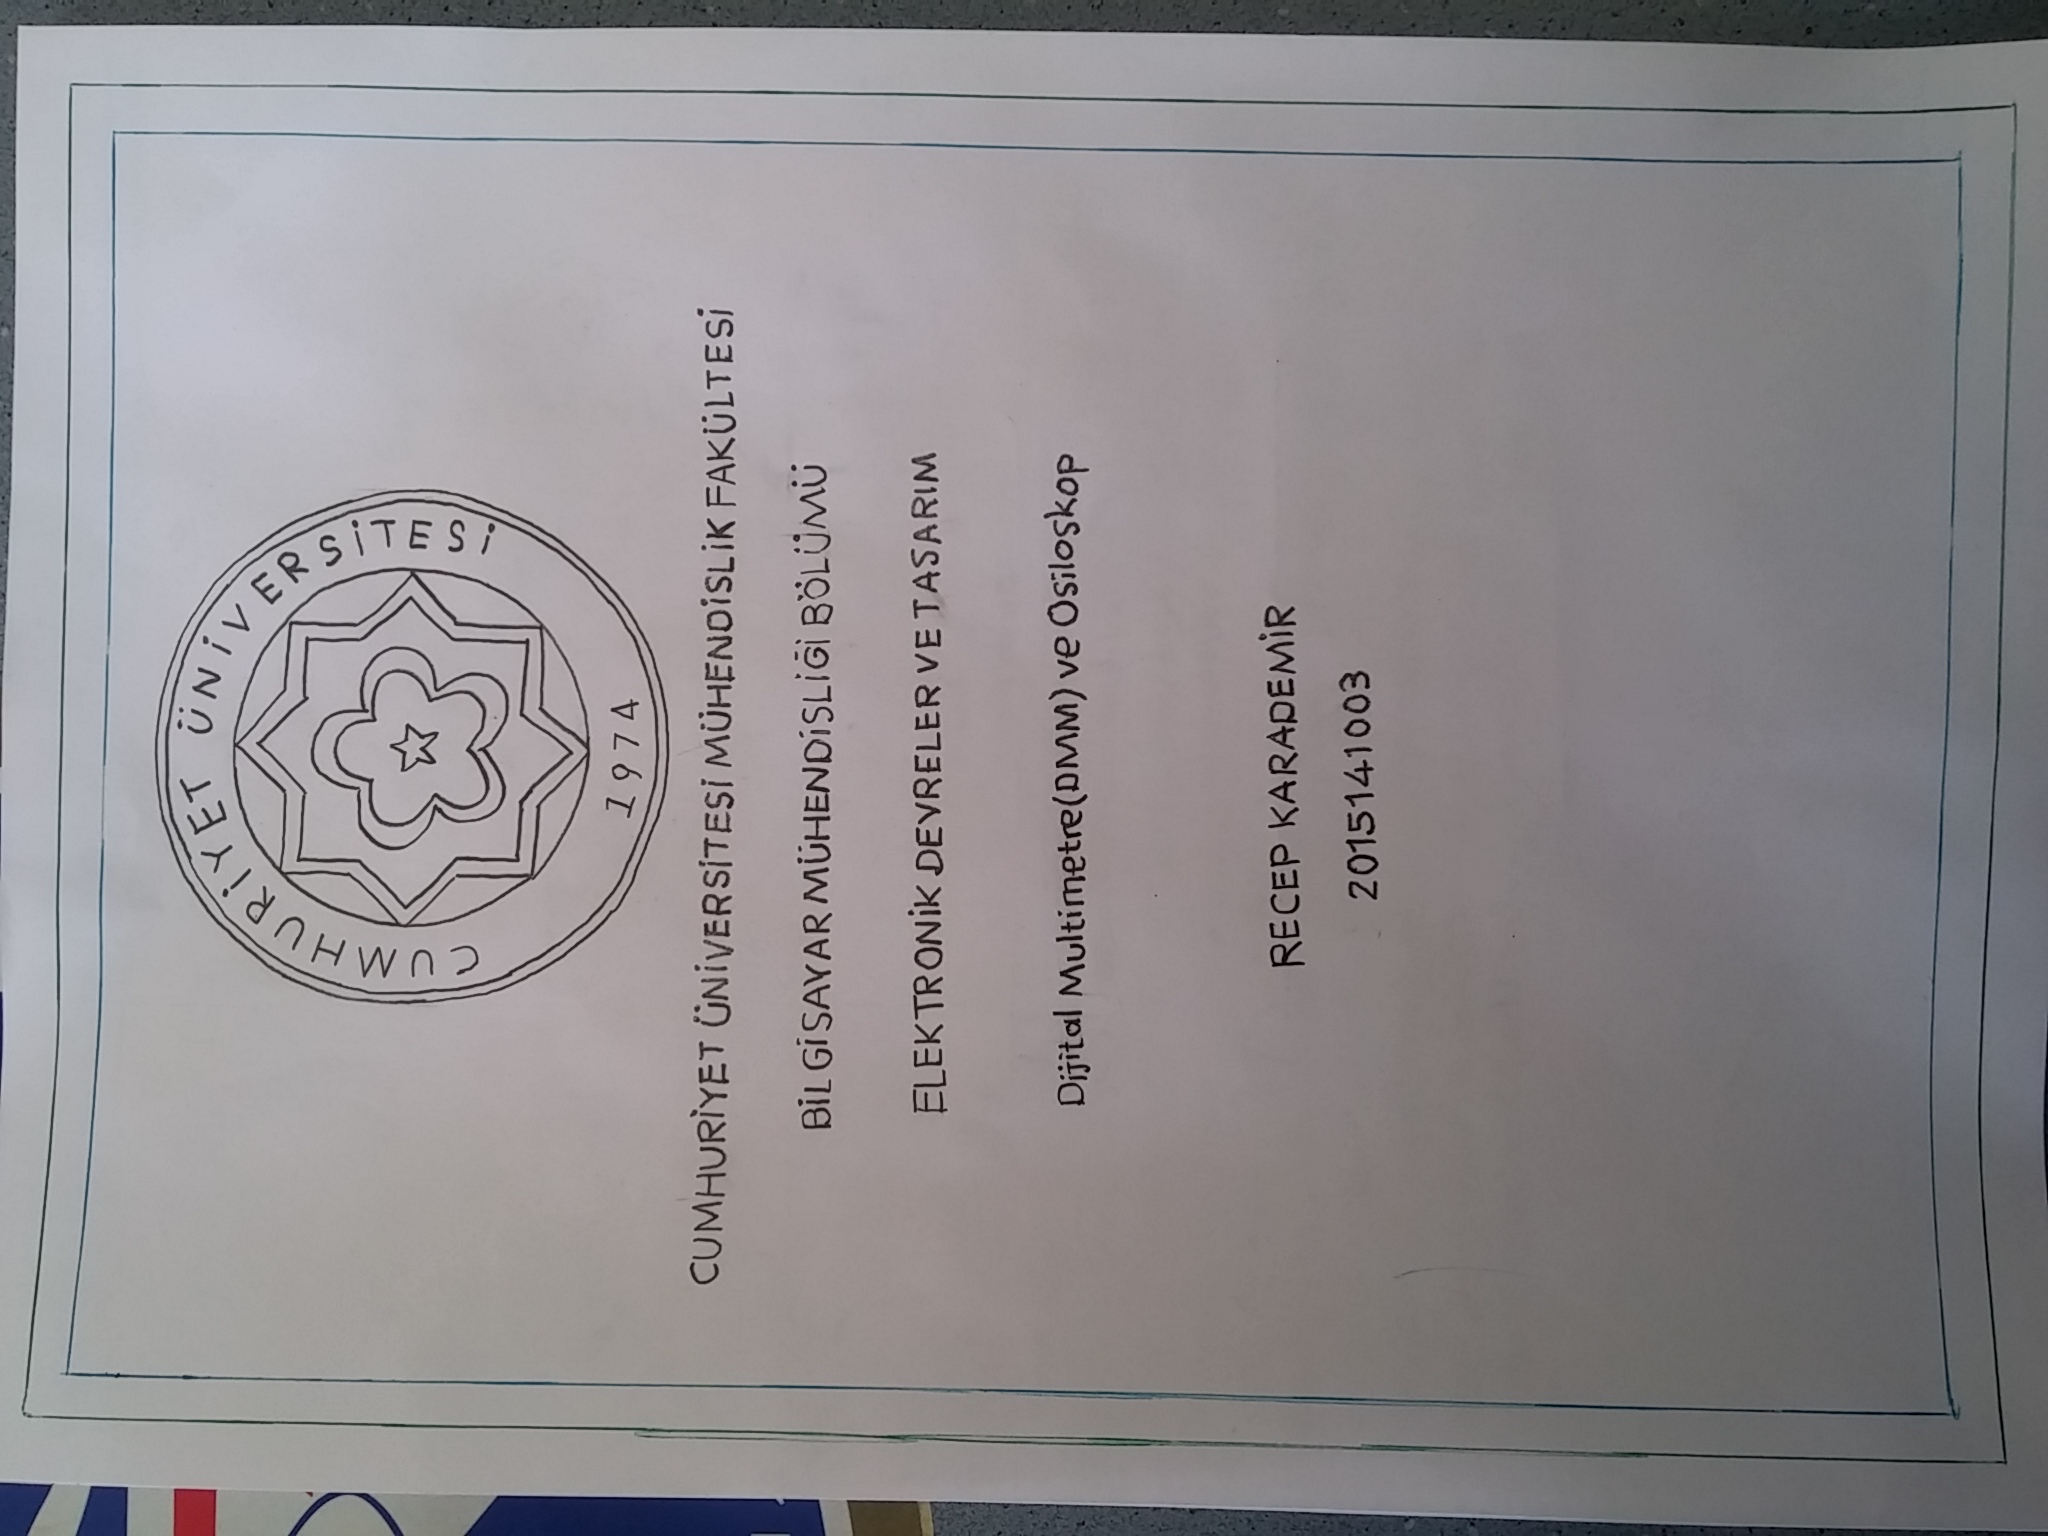 CUMHURİYET ÜNİVERSİTESİ
1974
CUMHURİYET ÜNİVERSİTESİ MÜHENDİSLİK FAKÜLTESİ
BİLGİSAYAR MÜHENDİSLİĞİ BÖLÜMÜ
ELEKTRONİK DEVRELER VE TASARIM
Dijital Multimetre(DMM) ve Osiloskop
RECEP KARADEMİR
2015141003